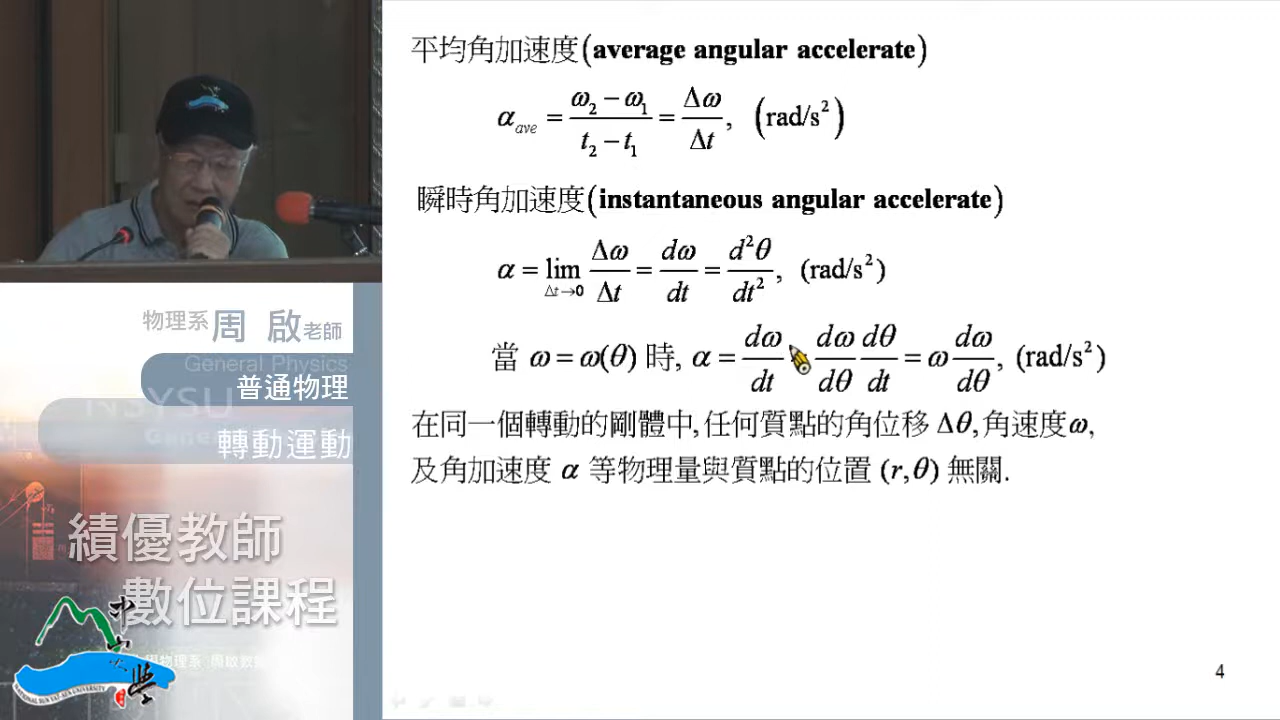 平均角加速度(average angular accelerate)
α_ave = (ω₂ − ω₁)/(t₂ − t₁) = Δω/Δt, (rad/s²)
瞬時角加速度(instantaneous angular accelerate)
α = lim_{Δt→0} Δω/Δt = dω/dt = d²θ/dt², (rad/s²)
當 ω = ω(θ) 時, α = dω/dt dω/dθ dθ/dt = ω dω/dθ, (rad/s²)
在同一個轉動的剛體中, 任何質點的角位移 Δθ, 角速度ω,
及角加速度 α 等物理量與質點的位置 (r,θ) 無關.
4
物理系 周 啟 老師
General Physics
普通物理
NSYSU
轉動運動
績優教師
數位課程
NATIONAL SUN YAT-SEN UNIVERSITY